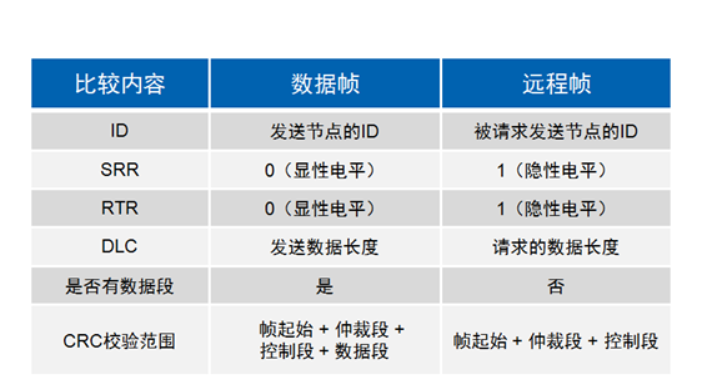 比较内容 数据帧 远程帧
ID 发送节点的ID 被请求发送节点的ID
SRR 0（显性电平） 1（隐性电平）
RTR 0（显性电平） 1（隐性电平）
DLC 发送数据长度 请求的数据长度
是否有数据段 是 否
CRC校验范围 帧起始 + 仲裁段 +
控制段 + 数据段 帧起始 + 仲裁段 + 控制段